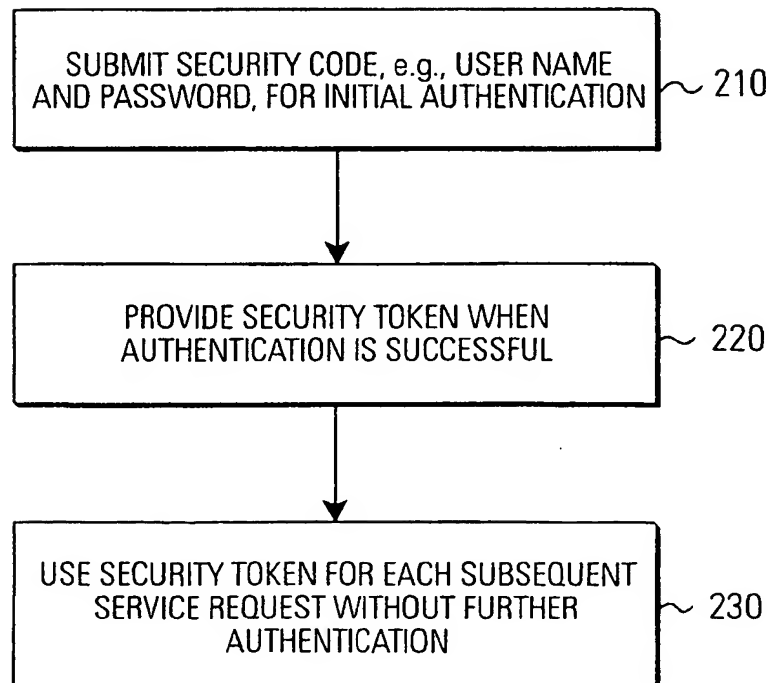 SUBMIT SECURITY CODE, e.g., USER NAME
AND PASSWORD, FOR INITIAL AUTHENTICATION
210
PROVIDE SECURITY TOKEN WHEN
AUTHENTICATION IS SUCCESSFUL
220
USE SECURITY TOKEN FOR EACH SUBSEQUENT
SERVICE REQUEST WITHOUT FURTHER
AUTHENTICATION
230